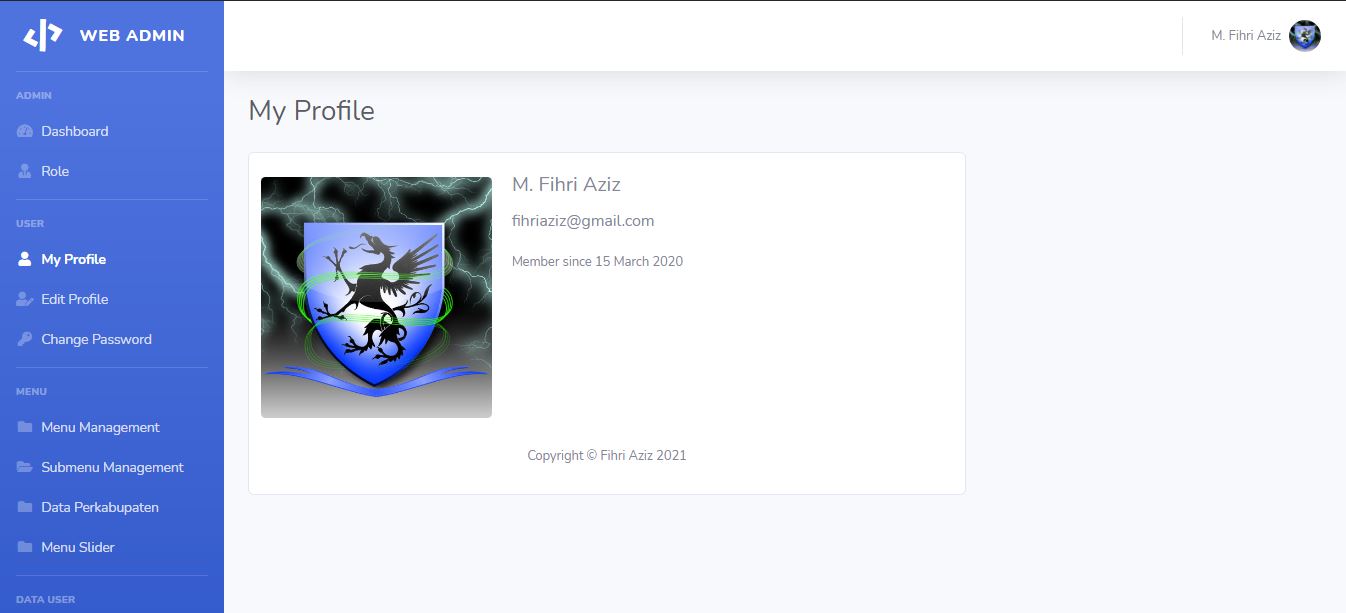 WEB ADMIN
M. Fihri Aziz
ADMIN
Dashboard
Role
USER
My Profile
Edit Profile
Change Password
MENU
Menu Management
Submenu Management
Data Perkabupaten
Menu Slider
DATA USER
My Profile
M. Fihri Aziz
fihriaziz@gmail.com
Member since 15 March 2020
Copyright © Fihri Aziz 2021